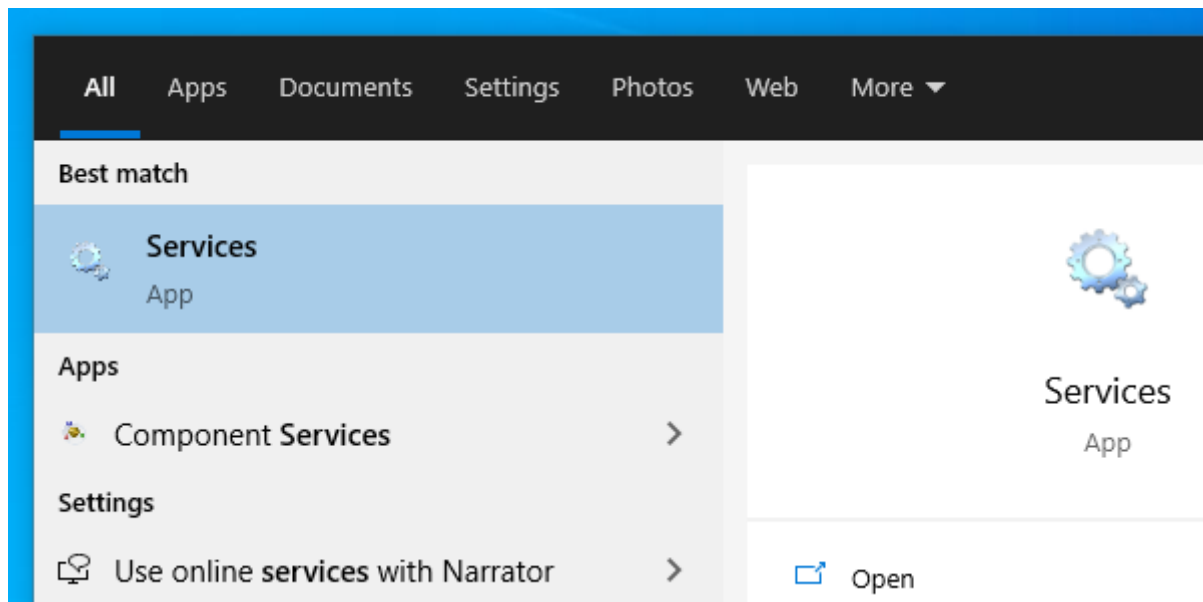 All Apps Documents Settings Photos Web More
Best match
Services
App
Apps
Component Services
Settings
Use online services with Narrator
Services
App
Open